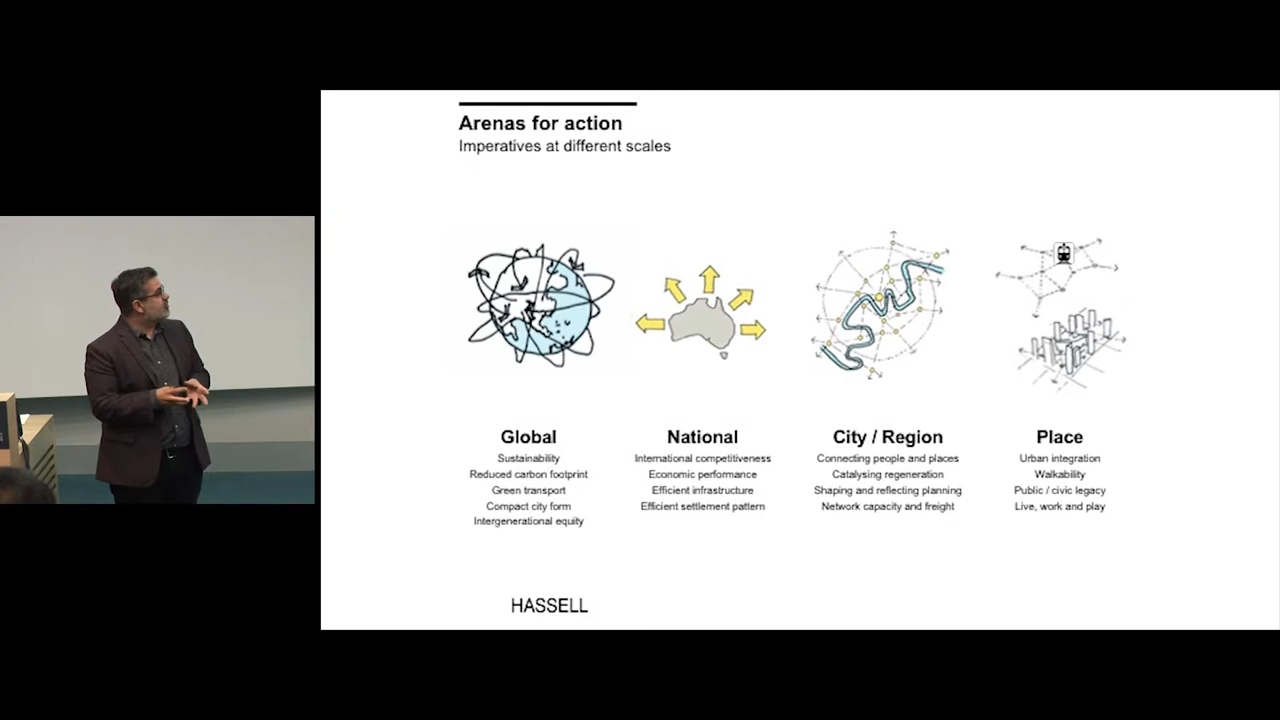 Arenas for action
Imperatives at different scales
Global
Sustainability
Reduced carbon footprint
Green transport
Compact city form
Intergenerational equity
National
International competitiveness
Economic performance
Efficient infrastructure
Efficient settlement pattern
City / Region
Connecting people and places
Catalysing regeneration
Shaping and reflecting planning
Network capacity and freight
Place
Urban integration
Walkability
Public / civic legacy
Live, work and play
HASSELL